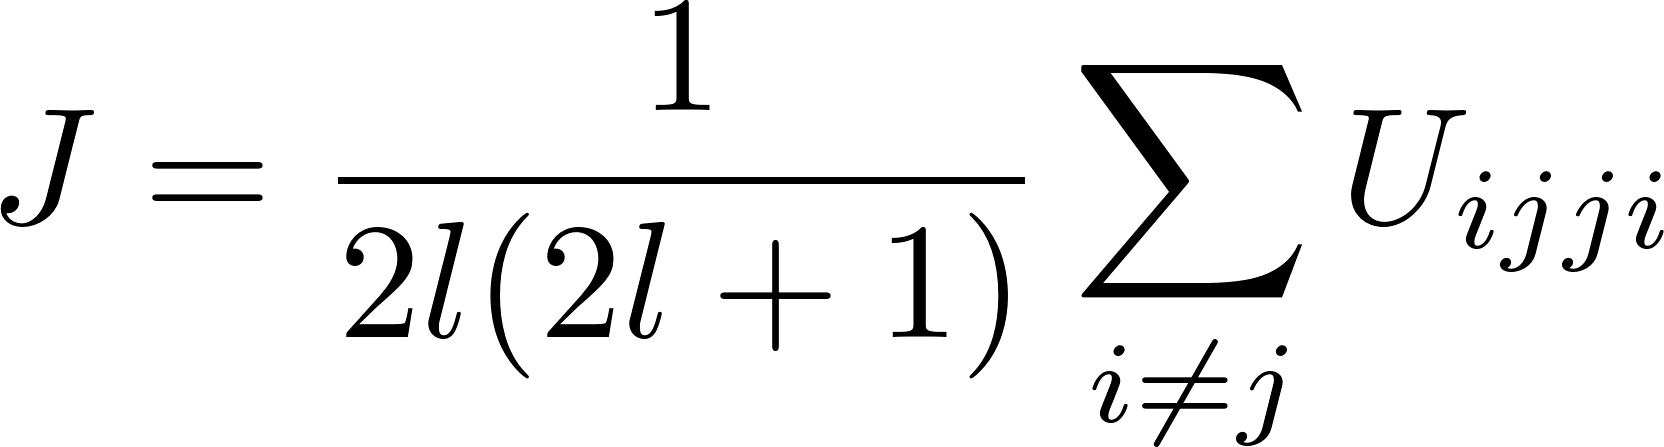 J = \frac{1}{2l(2l+1)} \sum_{i \neq j} U_{ijji}